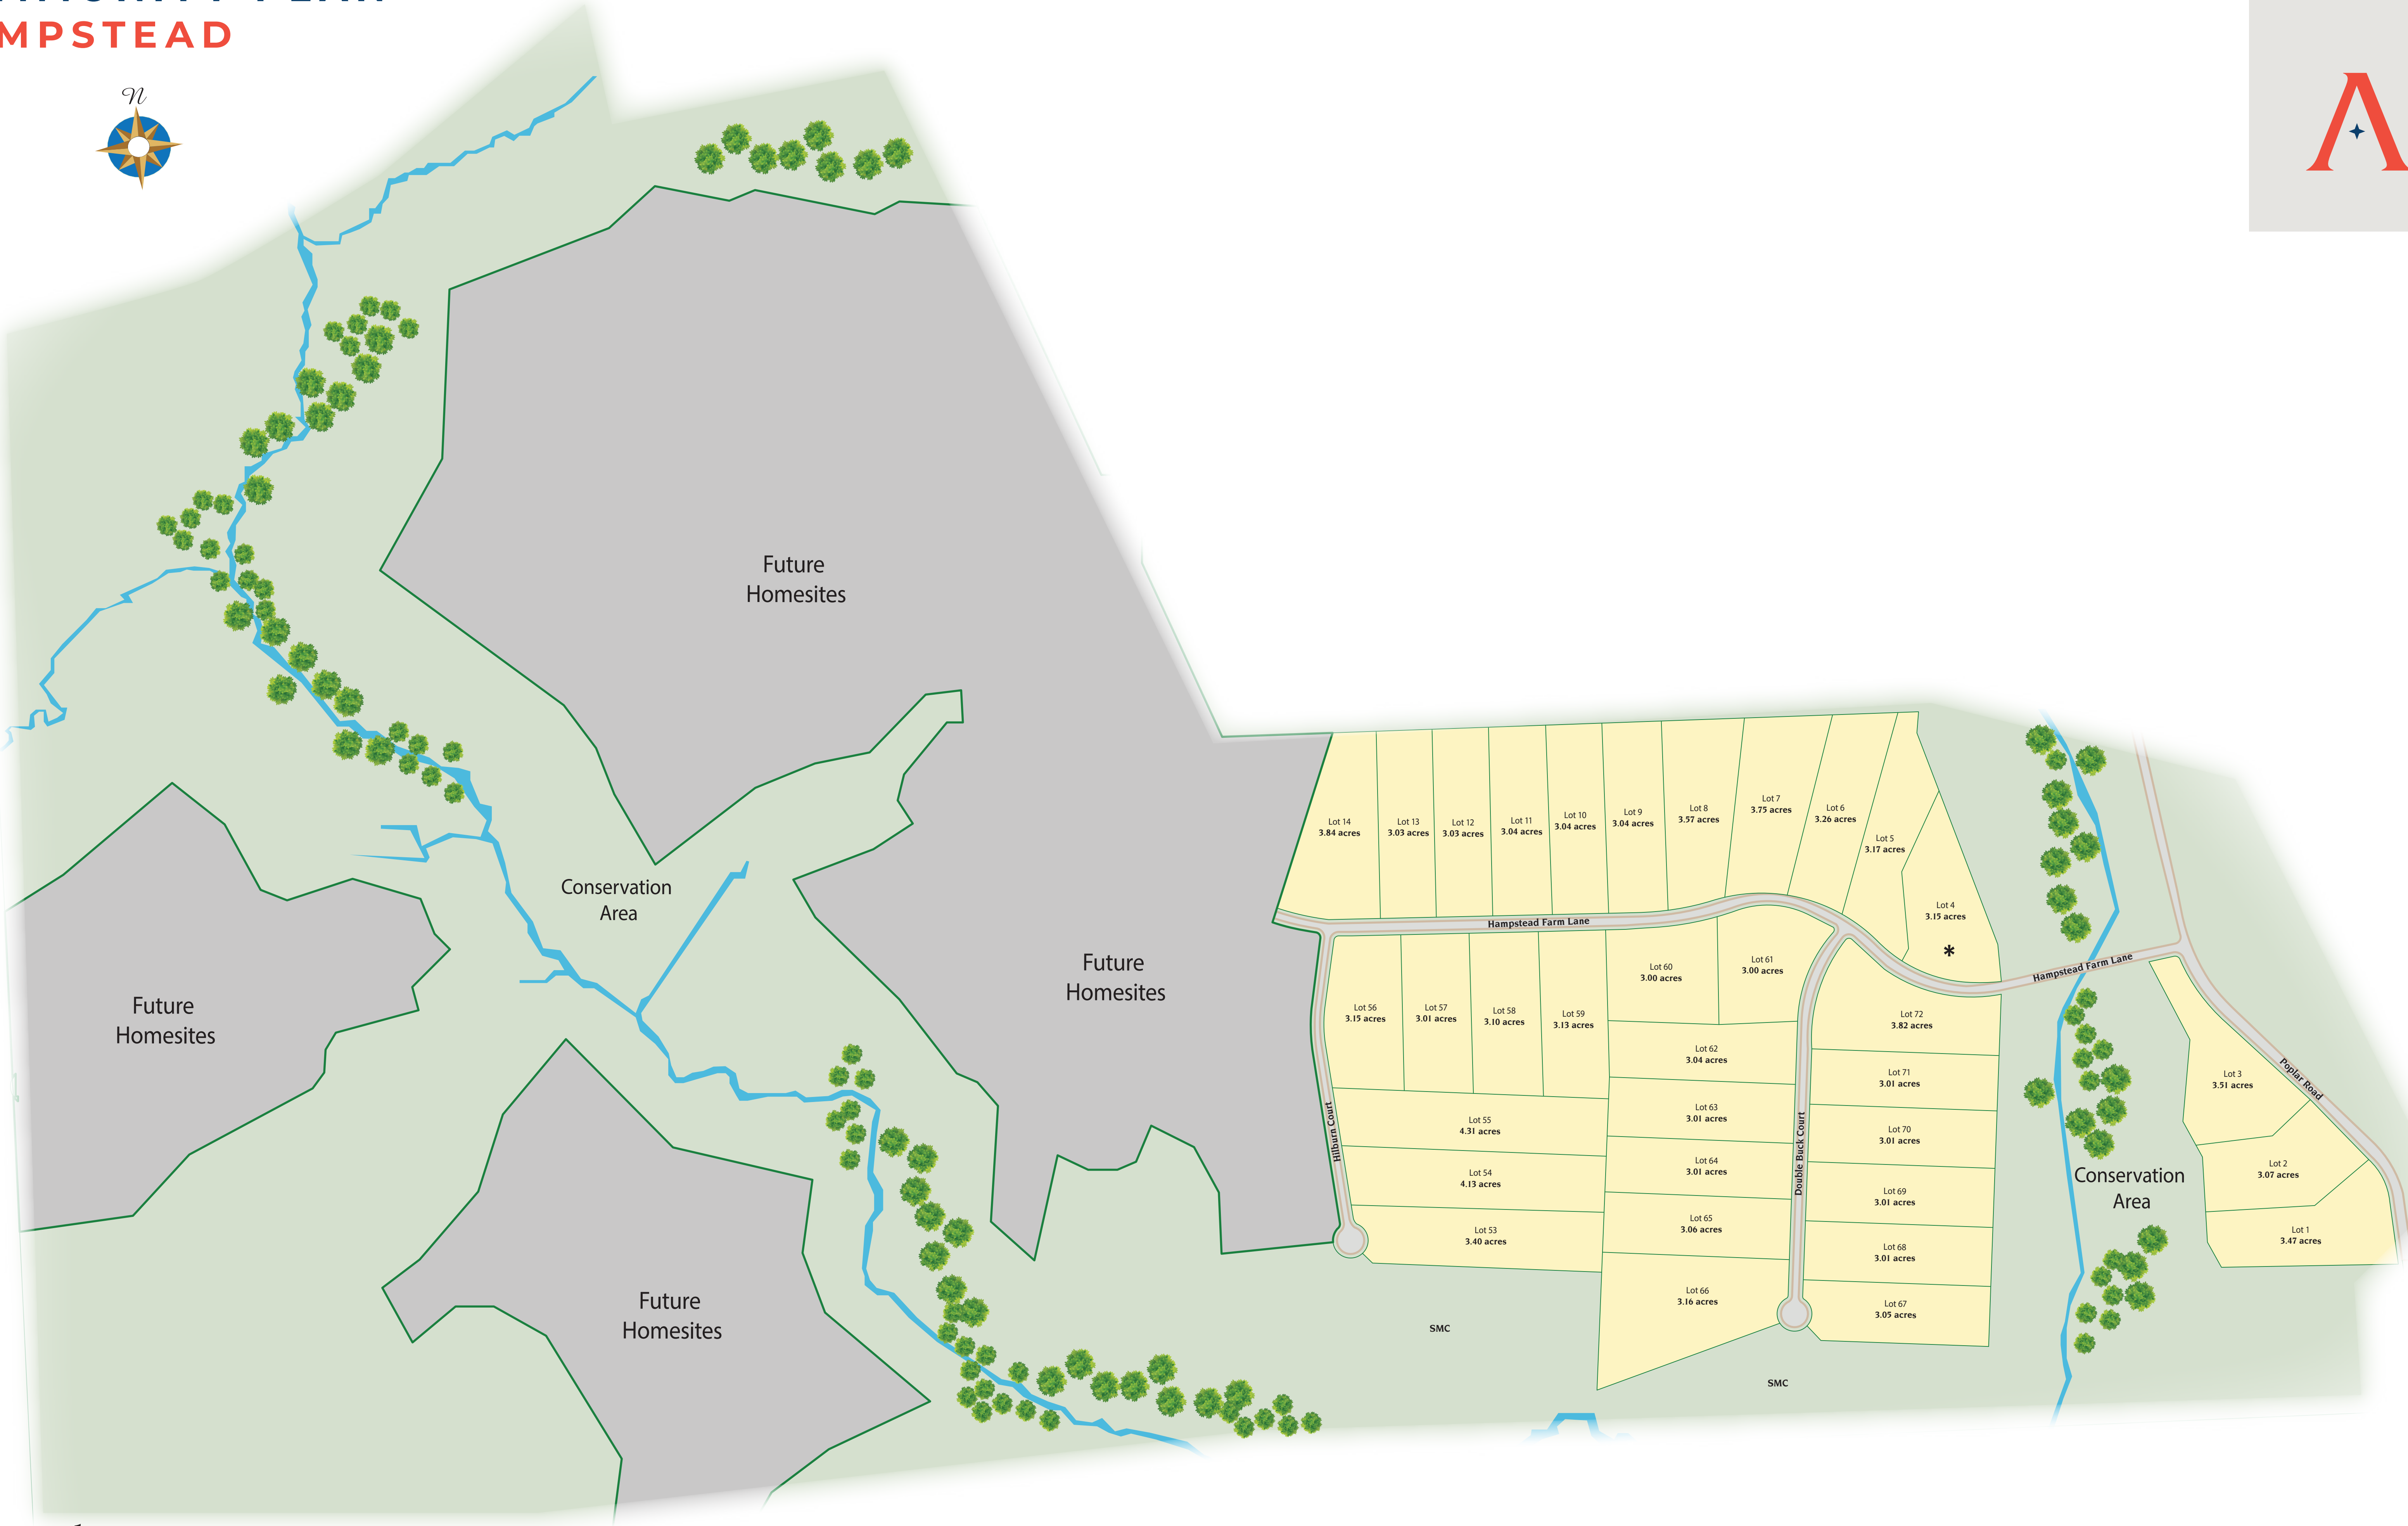 MPSTEAD
N
Future
Homesites
Future
Homesites
Future
Homesites
Future
Homesites
Conservation
Area
Lot 14
3.84 acres
Lot 13
3.03 acres
Lot 12
3.03 acres
Lot 11
3.04 acres
Lot 10
3.04 acres
Lot 9
3.04 acres
Lot 8
3.57 acres
Lot 7
3.75 acres
Lot 6
3.26 acres
Lot 5
3.17 acres
Lot 4
3.15 acres
*
Hampstead Farm Lane
Hampstead Farm Lane
Lot 56
3.15 acres
Lot 57
3.01 acres
Lot 58
3.10 acres
Lot 59
3.13 acres
Lot 60
3.00 acres
Lot 61
3.00 acres
Lot 62
3.04 acres
Lot 63
3.01 acres
Lot 64
3.01 acres
Lot 65
3.06 acres
Lot 66
3.16 acres
Lot 55
4.31 acres
Lot 54
4.13 acres
Lot 53
3.40 acres
Hilburn Court
Double Buck Court
Lot 72
3.82 acres
Lot 71
3.01 acres
Lot 70
3.01 acres
Lot 69
3.01 acres
Lot 68
3.01 acres
Lot 67
3.05 acres
SMC
SMC
Conservation
Area
Poplar Road
Lot 3
3.51 acres
Lot 2
3.07 acres
Lot 1
3.47 acres